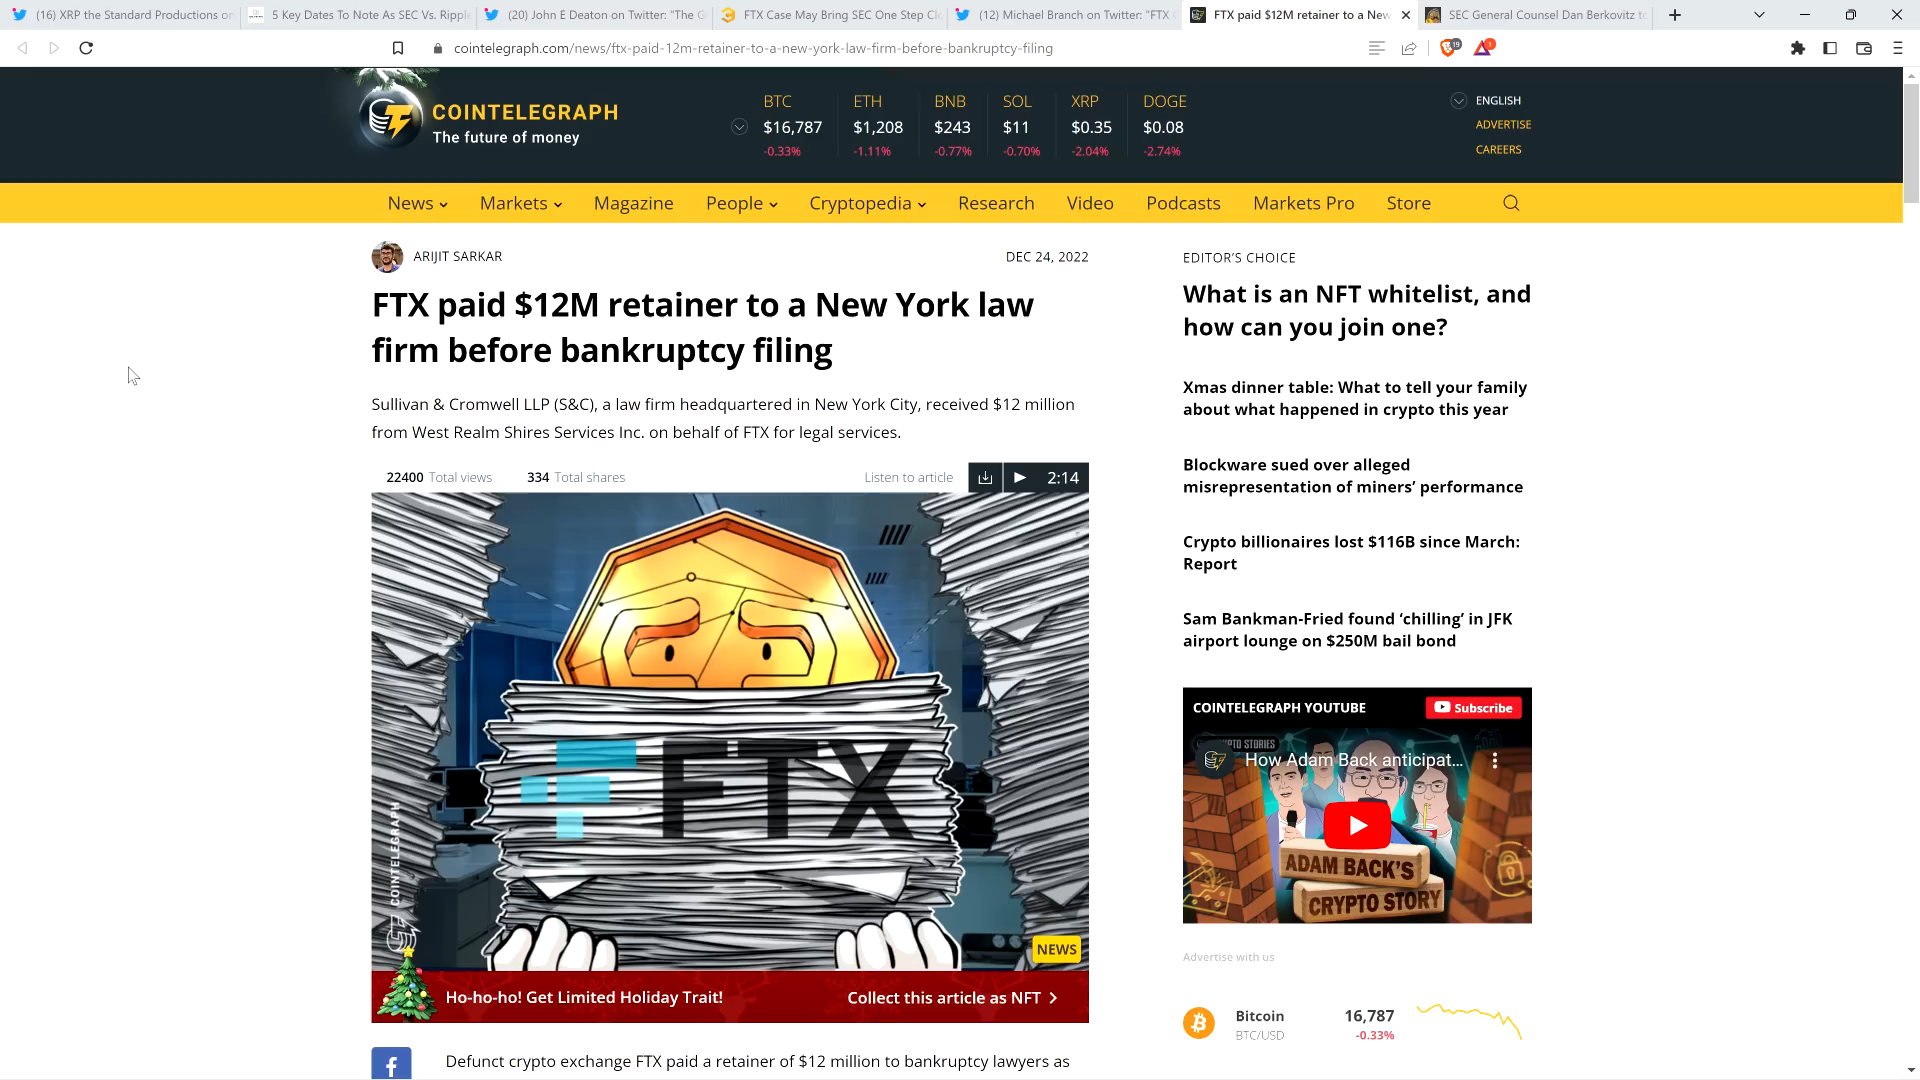 (16) XRP the Standard Productions on
5 Key Dates To Note As SEC Vs. Ripple
(20) John E Deaton on Twitter: "The G
FTX Case May Bring SEC One Step Cl
(12) Michael Branch on Twitter: "FTX
FTX paid $12M retainer to a New
SEC General Counsel Dan Berkovitz to
cointelegraph.com/news/ftx-paid-12m-retainer-to-a-new-york-law-firm-before-bankruptcy-filing
19
1
COINTELEGRAPH
The future of money
BTC
$16,787
-0.33%
ETH
$1,208
-1.11%
BNB
$243
-0.77%
SOL
$11
-0.70%
XRP
$0.35
-2.04%
DOGE
$0.08
-2.74%
ENGLISH
ADVERTISE
CAREERS
News
Markets
Magazine
People
Cryptopedia
Research
Video
Podcasts
Markets Pro
Store
ARIJIT SARKAR
DEC 24, 2022
FTX paid $12M retainer to a New York law
firm before bankruptcy filing
Sullivan & Cromwell LLP (S&C), a law firm headquartered in New York City, received $12 million
from West Realm Shires Services Inc. on behalf of FTX for legal services.
22400 Total views
334 Total shares
Listen to article
2:14
FTX
COINTELEGRAPH
NEWS
Ho-ho-ho! Get Limited Holiday Trait!
Collect this article as NFT
Defunct crypto exchange FTX paid a retainer of $12 million to bankruptcy lawyers as
EDITOR'S CHOICE
What is an NFT whitelist, and
how can you join one?
Xmas dinner table: What to tell your family
about what happened in crypto this year
Blockware sued over alleged
misrepresentation of miners' performance
Crypto billionaires lost $116B since March:
Report
Sam Bankman-Fried found 'chilling' in JFK
airport lounge on $250M bail bond
COINTELEGRAPH YOUTUBE
Subscribe
STORIES
How Adam Back anticipat...
ADAM BACK'S
CRYPTO STORY
Advertise with us
Bitcoin
BTC/USD
16,787
-0.33%